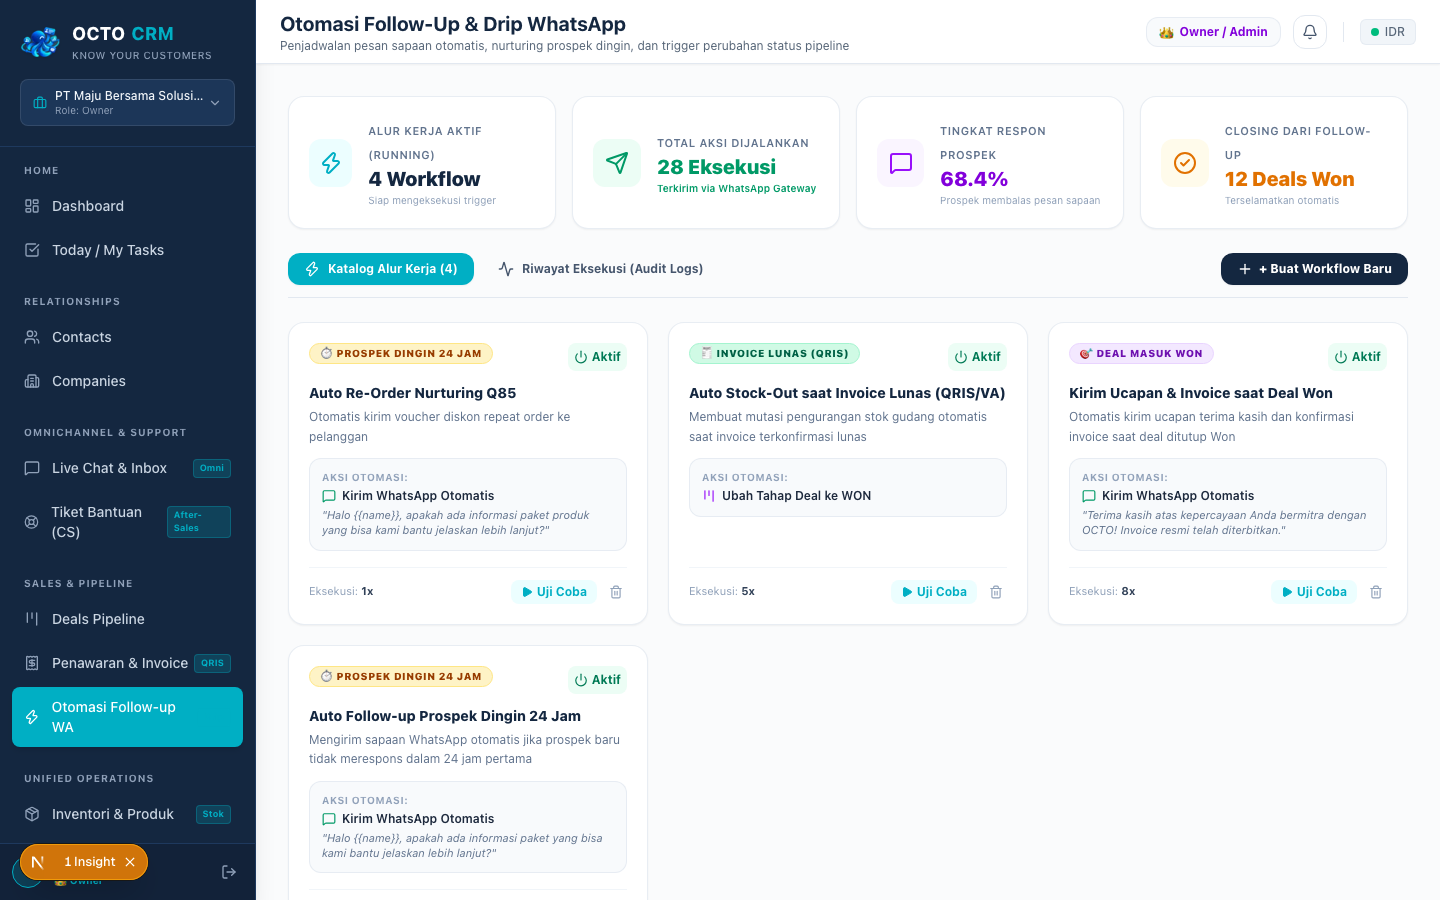 OCTO CRM
KNOW YOUR CUSTOMERS
PT Maju Bersama Solusi...
Role: Owner
HOME
Dashboard
Today / My Tasks
RELATIONSHIPS
Contacts
Companies
OMNICHANNEL & SUPPORT
Live Chat & Inbox
Omni
Tiket Bantuan
(CS)
After-
Sales
SALES & PIPELINE
Deals Pipeline
Penawaran & Invoice
QRIS
Otomasi Follow-up
WA
UNIFIED OPERATIONS
Inventori & Produk
Stok
1 Insight
Owner
Otomasi Follow-Up & Drip WhatsApp
Penjadwalan pesan sapaan otomatis, nurturing prospek dingin, dan trigger perubahan status pipeline
Owner / Admin
IDR
ALUR KERJA AKTIF
(RUNNING)
4 Workflow
Siap mengeksekusi trigger
TOTAL AKSI DIJALANKAN
28 Eksekusi
Terkirim via WhatsApp Gateway
TINGKAT RESPON
PROSPEK
68.4%
Prospek membalas pesan sapaan
CLOSING DARI FOLLOW-
UP
12 Deals Won
Terselamatkan otomatis
Katalog Alur Kerja (4)
Riwayat Eksekusi (Audit Logs)
+ Buat Workflow Baru
PROSPEK DINGIN 24 JAM
Aktif
Auto Re-Order Nurturing Q85
Otomatis kirim voucher diskon repeat order ke
pelanggan
AKSI OTOMASI:
Kirim WhatsApp Otomatis
"Halo {{name}}, apakah ada informasi paket produk
yang bisa kami bantu jelaskan lebih lanjut?"
Eksekusi: 1x
Uji Coba
INVOICE LUNAS (QRIS)
Aktif
Auto Stock-Out saat Invoice Lunas (QRIS/VA)
Membuat mutasi pengurangan stok gudang otomatis
saat invoice terkonfirmasi lunas
AKSI OTOMASI:
Ubah Tahap Deal ke WON
Eksekusi: 5x
Uji Coba
DEAL MASUK WON
Aktif
Kirim Ucapan & Invoice saat Deal Won
Otomatis kirim ucapan terima kasih dan konfirmasi
invoice saat deal ditutup Won
AKSI OTOMASI:
Kirim WhatsApp Otomatis
"Terima kasih atas kepercayaan Anda bermitra dengan
OCTO! Invoice resmi telah diterbitkan."
Eksekusi: 8x
Uji Coba
PROSPEK DINGIN 24 JAM
Aktif
Auto Follow-up Prospek Dingin 24 Jam
Mengirim sapaan WhatsApp otomatis jika prospek baru
tidak merespons dalam 24 jam pertama
AKSI OTOMASI:
Kirim WhatsApp Otomatis
"Halo {{name}}, apakah ada informasi paket yang bisa
kami bantu jelaskan lebih lanjut?"